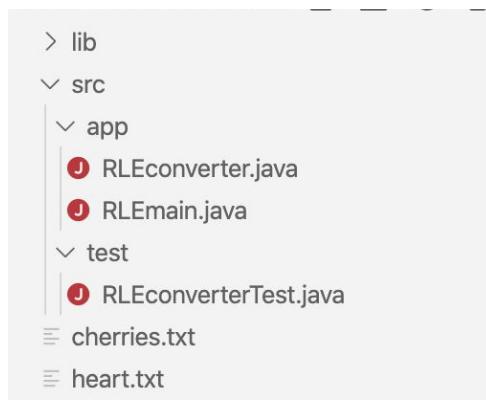 lib
src
app
J RLEconverter.java
J RLEmain.java
test
J RLEconverterTest.java
cherries.txt
heart.txt